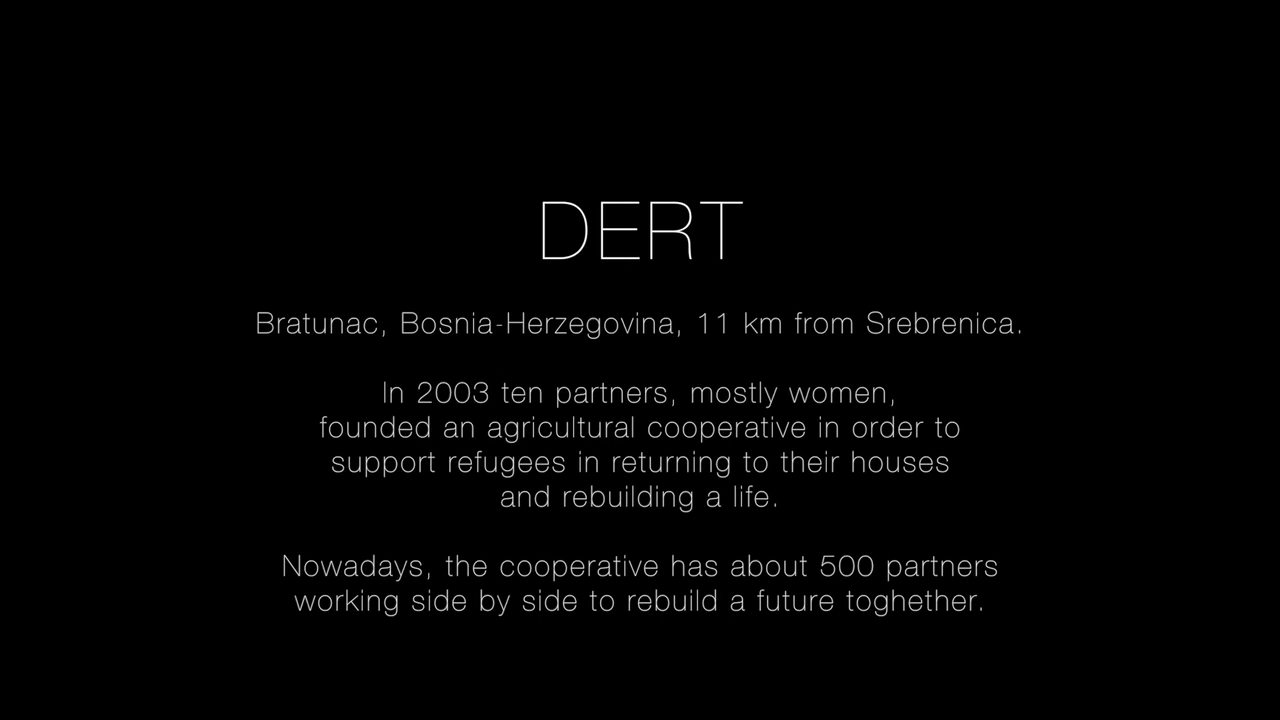 DERT
Bratunac, Bosnia-Herzegovina, 11 km from Srebrenica.
In 2003 ten partners, mostly women,
founded an agricultural cooperative in order to
support refugees in returning to their houses
and rebuilding a life.
Nowadays, the cooperative has about 500 partners
working side by side to rebuild a future toghether.